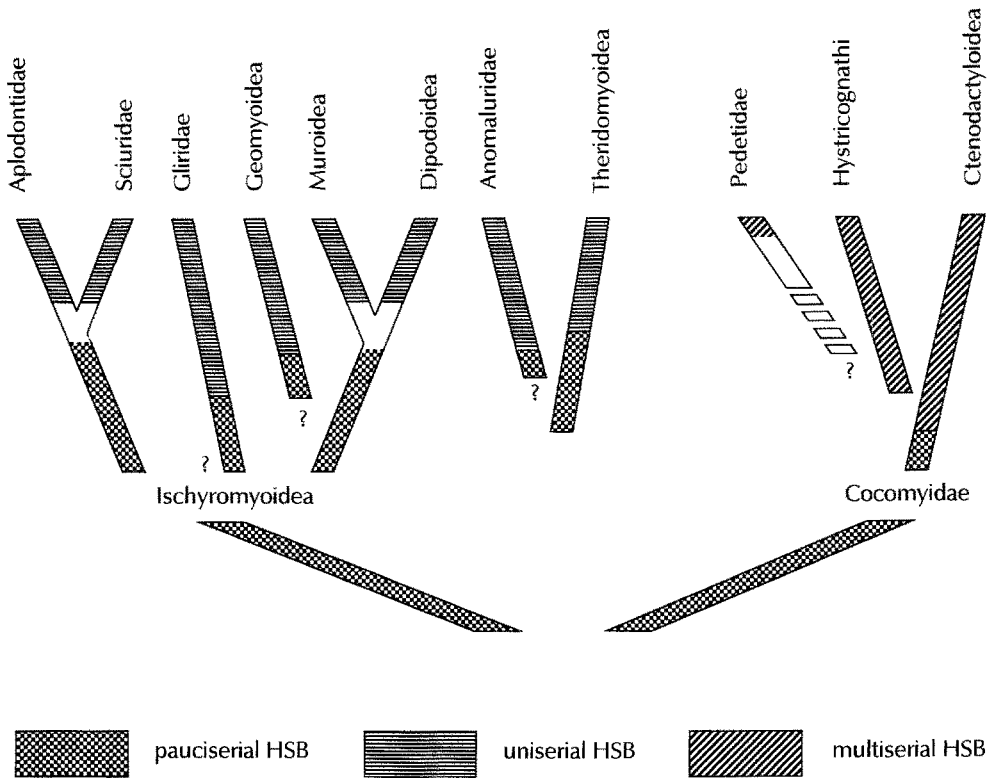 Aplodontidae
Sciuridae
Gliridae
Geomyoidea
Muroidea
Dipodoidea
Anomaluridae
Theridomyoidea
Pedetidae
Hystricognathi
Ctenodactyloidea
?
?
?
?
Ischyromyoidea
Cocomyidae
pauciserial HSB
uniserial HSB
multiserial HSB